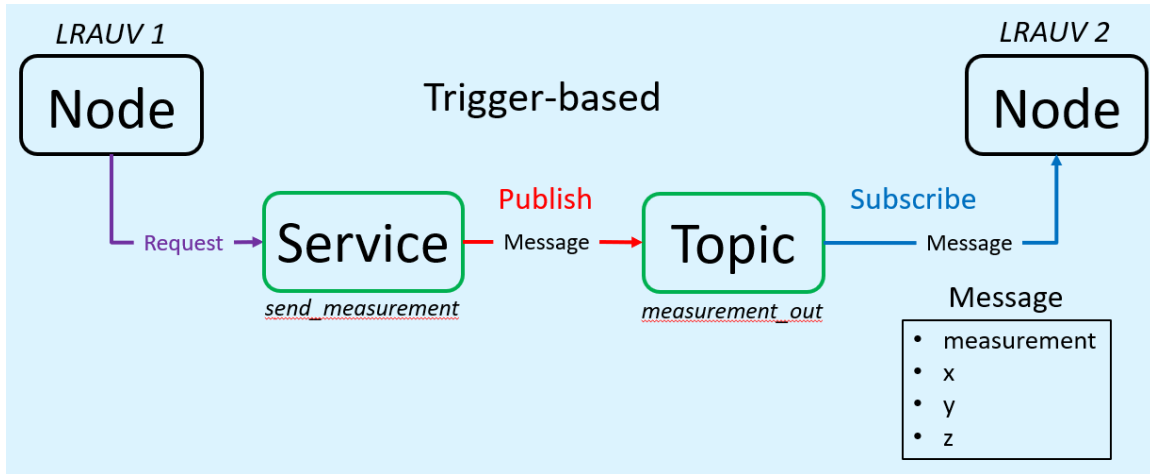 LRAUV 1
Node
Trigger-based
LRAUV 2
Node
Request
Service
send_measurement
Publish
Message
Topic
measurement_out
Subscribe
Message
Message
• measurement
• x
• y
• z